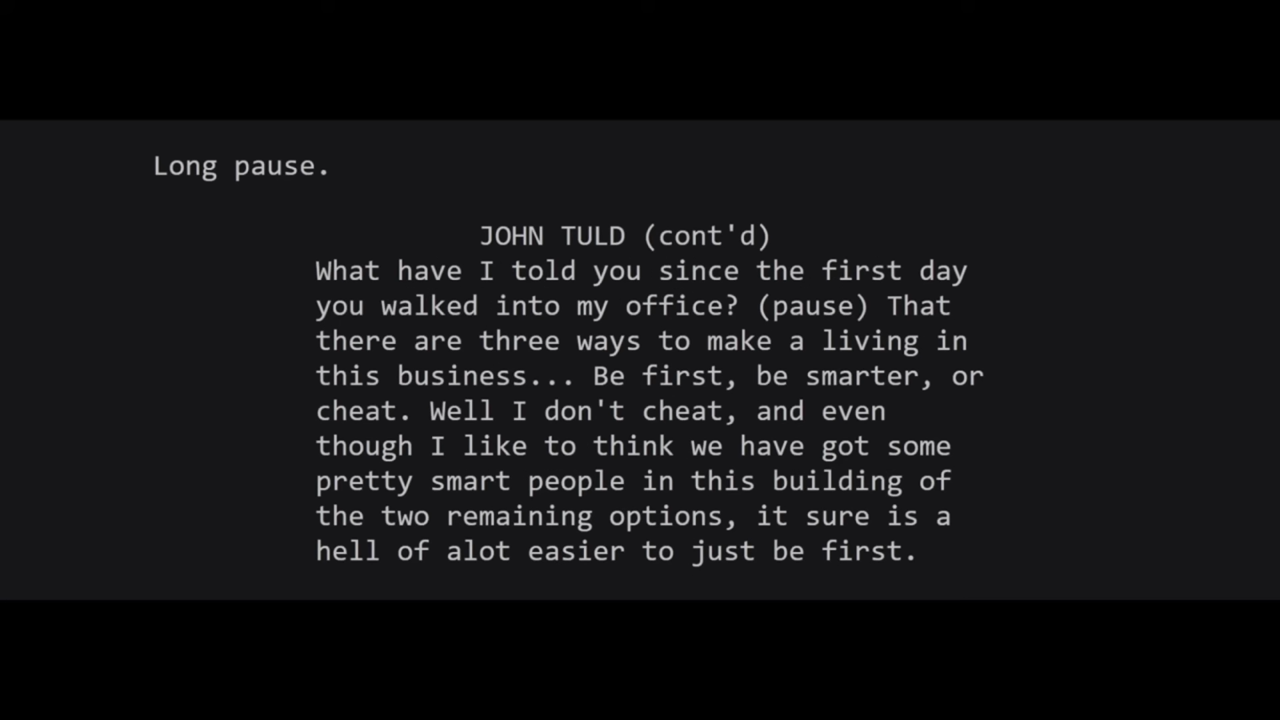 Long pause.
JOHN TULD (cont'd)
What have I told you since the first day
you walked into my office? (pause) That
there are three ways to make a living in
this business... Be first, be smarter, or
cheat. Well I don't cheat, and even
though I like to think we have got some
pretty smart people in this building of
the two remaining options, it sure is a
hell of alot easier to just be first.